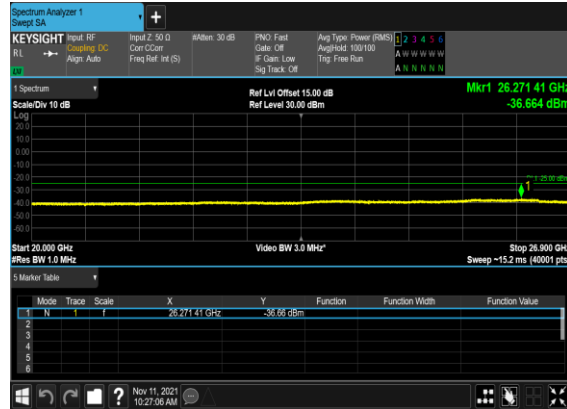 Spectrum Analyzer 1
Swept SA
+
KEYSIGHT Input: RF Input Z: 50 Ω #Atten: 30 dB PNO: Fast Avg Type: Power (RMS) 1 2 3 4 5 6
RL Coupling: DC Corr CCorr Gate: Off Avg|Hold: 100/100 A W W W W W
Align: Auto Freq Ref: Int (S) IF Gain: Low Trig: Free Run
Sig Track: Off A N N N N N
1 Spectrum Ref Lvl Offset 15.00 dB Mkr1 26.271 41 GHz
Scale/Div 10 dB Ref Level 30.00 dBm -36.664 dBm
Log
20.0
10.0
0.00
-10.0
-20.0
-30.0
-40.0
-50.0
-60.0
1
Start 20.000 GHz Video BW 3.0 MHz* Stop 26.900 GHz
#Res BW 1.0 MHz Sweep ~15.2 ms (40001 pts)
5 Marker Table
Mode Trace Scale X Y Function Function Width Function Value
1 N 1 f 26.271 41 GHz -36.66 dBm
2
3
4
5
6
? Nov 11, 2021
10:27:06 AM